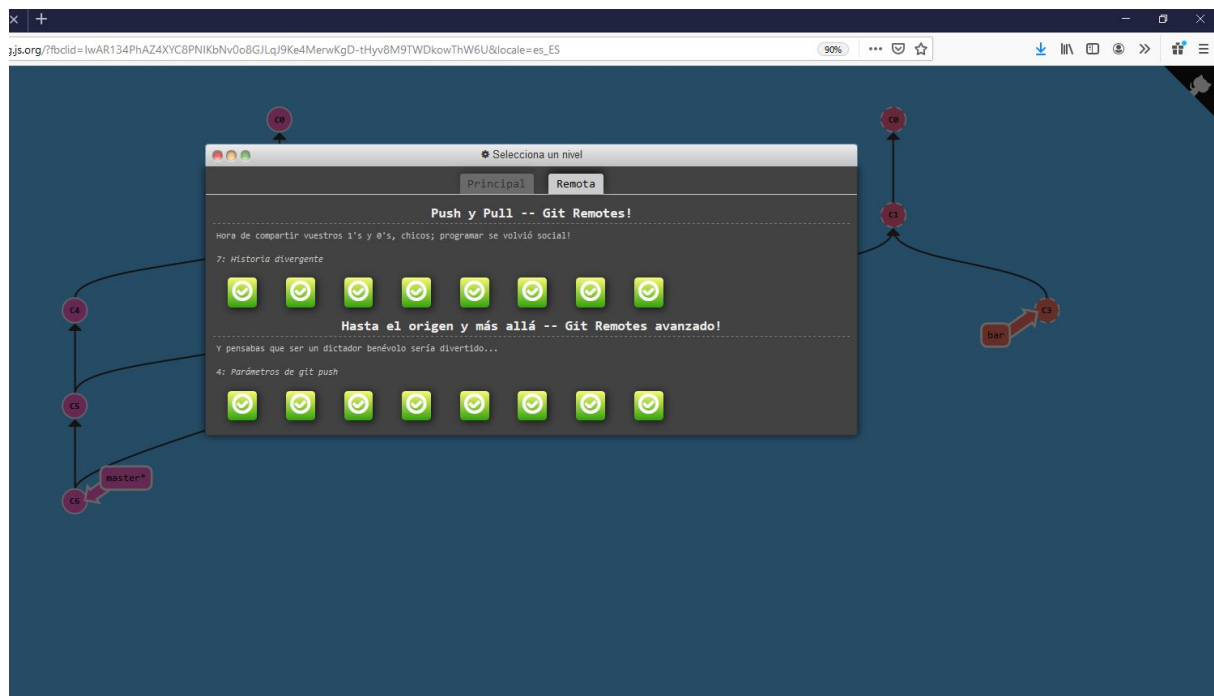 g.js.org/?fbclid=IwAR134PhAZ4XYC8PNIKbNv0o8GJLqJ9Ke4MerwKgD-tHyv8M9TWDkowThW6U&locale=es_ES
90%
C0
C0
Selecciona un nivel
Principal
Remota
Push y Pull -- Git Remotes!
Hora de compartir vuestros 1's y 0's, chicos; programar se volvió social!
7: Historia divergente
Hasta el origen y más allá -- Git Remotes avanzado!
Y pensabas que ser un dictador benévolo sería divertido...
4: Parámetros de git push
C1
C4
C3
bar
C5
master*
C6